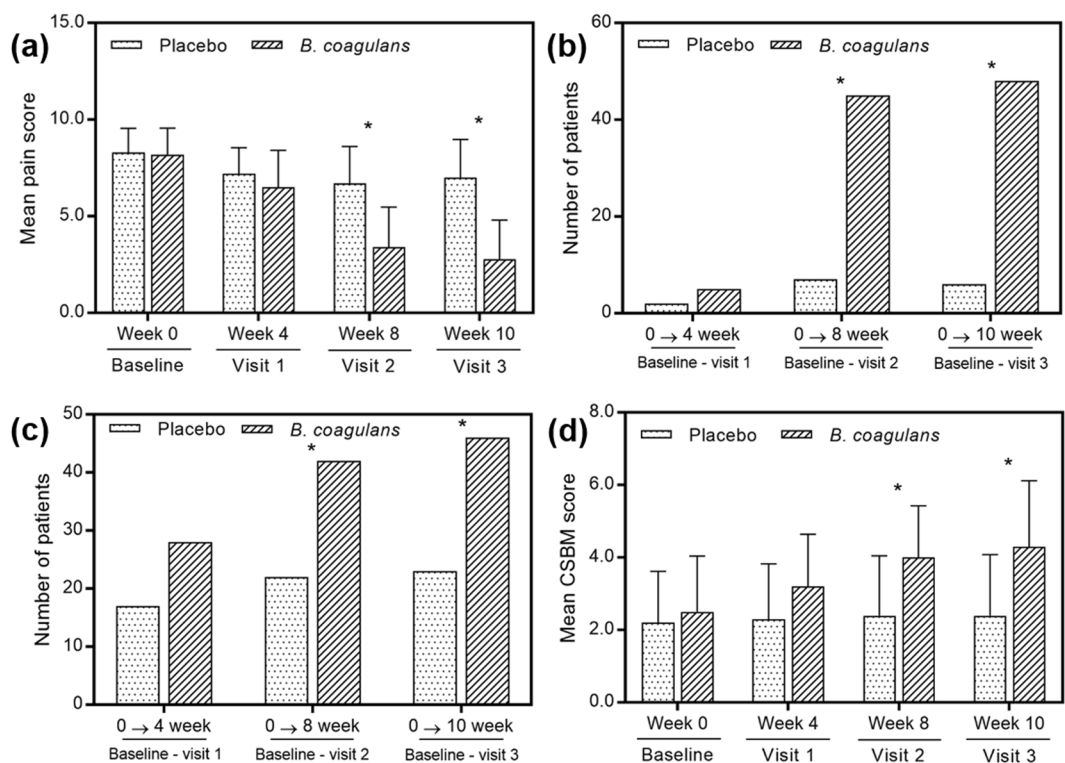 (a)
Placebo B. coagulans
Mean pain score
15.0
10.0
5.0
0.0
Week 0 Week 4 Week 8 Week 10
Baseline Visit 1 Visit 2 Visit 3
*
*
(b)
Placebo B. coagulans
Number of patients
60
40
20
0
0 → 4 week 0 → 8 week 0 → 10 week
Baseline - visit 1 Baseline - visit 2 Baseline - visit 3
*
*
(c)
Placebo B. coagulans
Number of patients
50
40
30
20
10
0
0 → 4 week 0 → 8 week 0 → 10 week
Baseline - visit 1 Baseline - visit 2 Baseline - visit 3
*
*
(d)
Placebo B. coagulans
Mean CSBM score
8.0
6.0
4.0
2.0
0.0
Week 0 Week 4 Week 8 Week 10
Baseline Visit 1 Visit 2 Visit 3
*
*